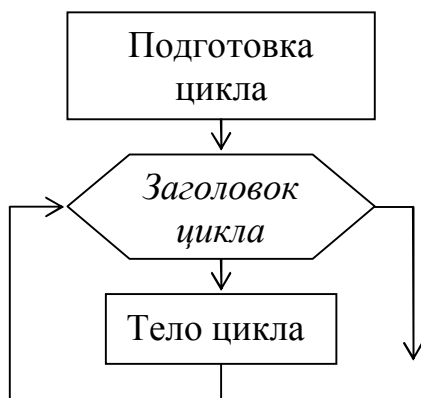 Подготовка
цикла
Заголовок
цикла
Тело цикла